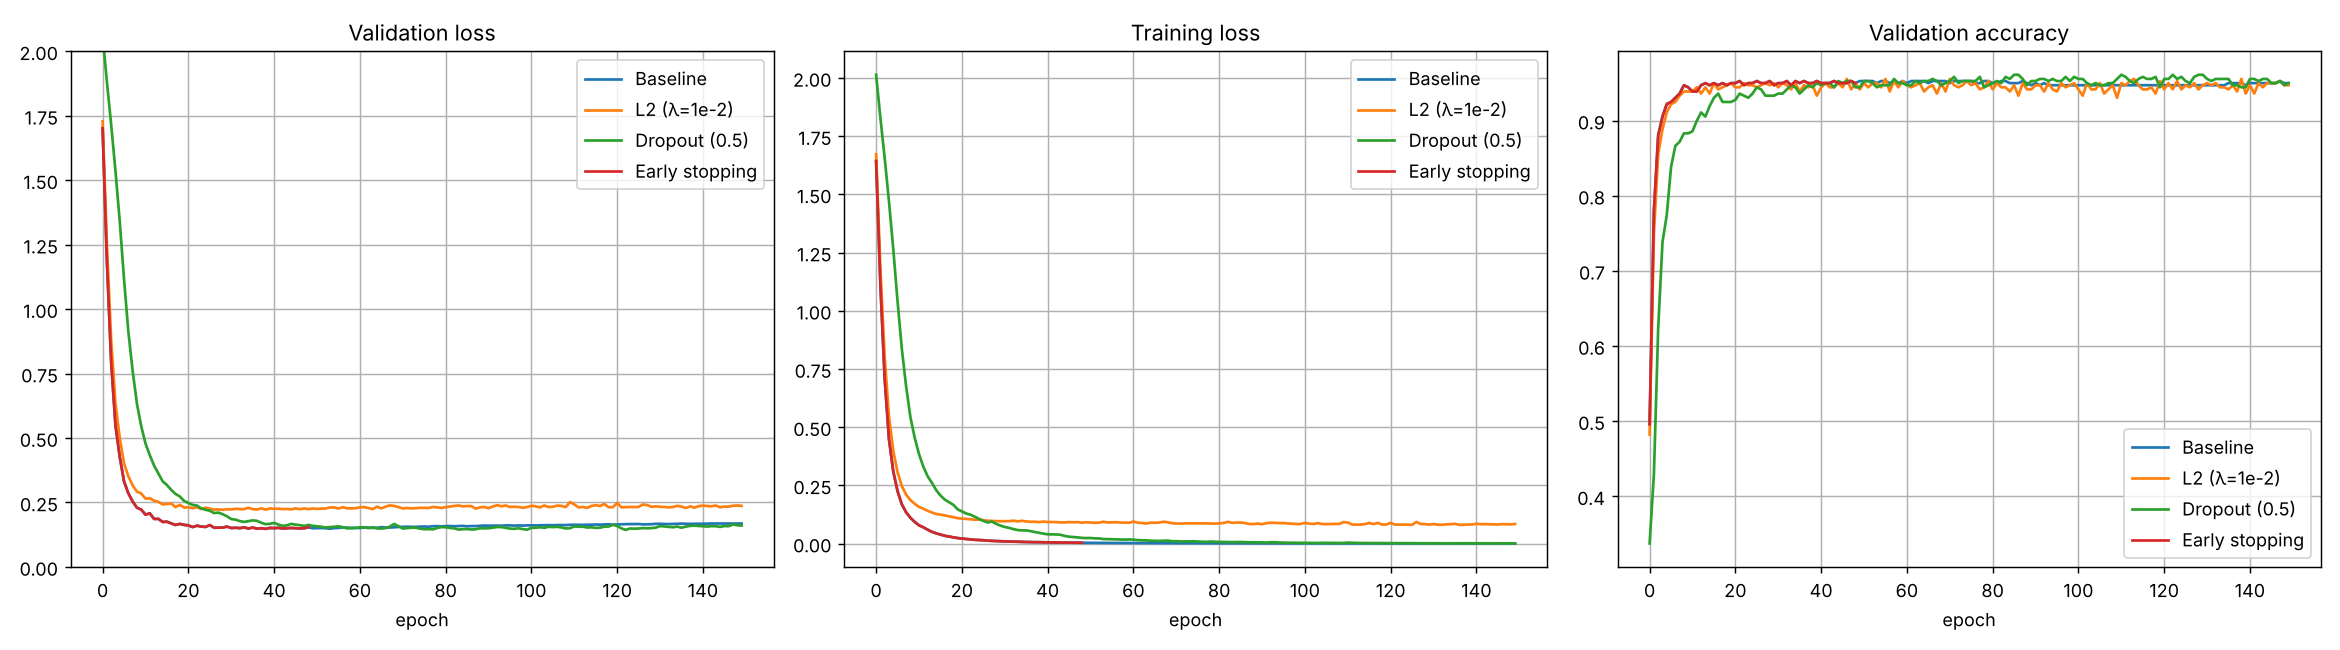 Validation loss
2.00
1.75
1.50
1.25
1.00
0.75
0.50
0.25
0.00
0 20 40 60 80 100 120 140
epoch
Baseline
L2 (λ=1e-2)
Dropout (0.5)
Early stopping
Training loss
2.00
1.75
1.50
1.25
1.00
0.75
0.50
0.25
0.00
0 20 40 60 80 100 120 140
epoch
Baseline
L2 (λ=1e-2)
Dropout (0.5)
Early stopping
Validation accuracy
0.9
0.8
0.7
0.6
0.5
0.4
0 20 40 60 80 100 120 140
epoch
Baseline
L2 (λ=1e-2)
Dropout (0.5)
Early stopping